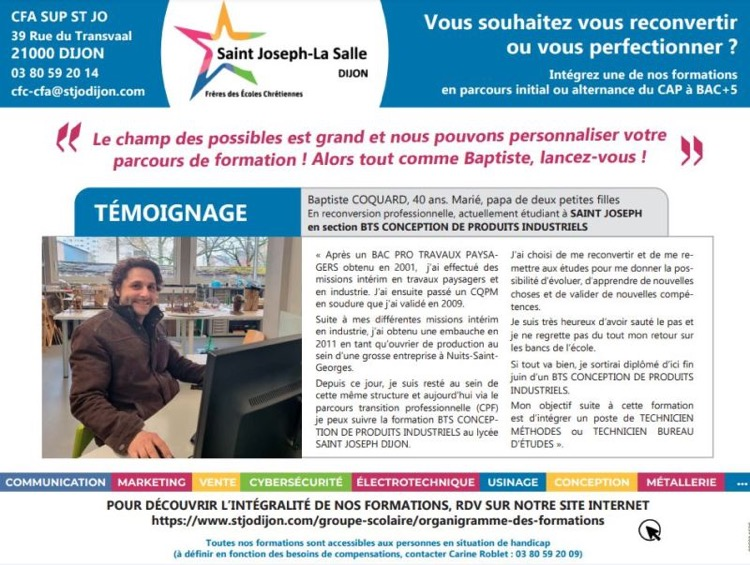 CFA SUP ST JO
39 Rue du Transvaal
21000 DIJON
03 80 59 20 14
cfc-cfa@stjodijon.com
Saint Joseph-La Salle
DIJON
Frères des Écoles Chrétiennes
Vous souhaitez vous reconvertir
ou vous perfectionner ?
Intégrez une de nos formations
en parcours initial ou alternance du CAP à BAC+5
« Le champ des possibles est grand et nous pouvons personnaliser votre
parcours de formation ! Alors tout comme Baptiste, lancez-vous ! »
TÉMOIGNAGE
Baptiste COQUARD, 40 ans. Marié, papa de deux petites filles
En reconversion professionnelle, actuellement étudiant à SAINT JOSEPH
en section BTS CONCEPTION DE PRODUITS INDUSTRIELS
« Après un BAC PRO TRAVAUX PAYSA-
GERS obtenu en 2001, j'ai effectué des
missions intérim en travaux paysagers et
en industrie. J'ai ensuite passé un CQPM
en soudure que j'ai validé en 2009.
Suite à mes différentes missions intérim
en industrie, j'ai obtenu une embauche en
2011 en tant qu'ouvrier de production au
sein d'une grosse entreprise à Nuits-Saint-
Georges.
Depuis ce jour, je suis resté au sein de
cette même structure et aujourd'hui via le
parcours transition professionnelle (CPF)
je peux suivre la formation BTS CONCEP-
TION DE PRODUITS INDUSTRIELS au lycée
SAINT JOSEPH DIJON.
J'ai choisi de me reconvertir et de me re-
mettre aux études pour me donner la pos-
sibilité d'évoluer, d'apprendre de nouvelles
choses et de valider de nouvelles compé-
tences.
Je suis très heureux d'avoir sauté le pas et
je ne regrette pas du tout mon retour sur
les bancs de l'école.
Si tout va bien, je sortirai diplômé d'ici fin
juin d'un BTS CONCEPTION DE PRODUITS
INDUSTRIELS.
Mon objectif suite à cette formation
est d'intégrer un poste de TECHNICIEN
MÉTHODES ou TECHNICIEN BUREAU
D'ÉTUDES ».
COMMUNICATION MARKETING VENTE CYBERSÉCURITÉ ÉLECTROTECHNIQUE USINAGE CONCEPTION MÉTALLERIE ...
POUR DÉCOUVRIR L'INTÉGRALITÉ DE NOS FORMATIONS, RDV SUR NOTRE SITE INTERNET
https://www.stjodijon.com/groupe-scolaire/organigramme-des-formations
Toutes nos formations sont accessibles aux personnes en situation de handicap
(à définir en fonction des besoins de compensations, contacter Carine Roblet : 03 80 59 20 09)